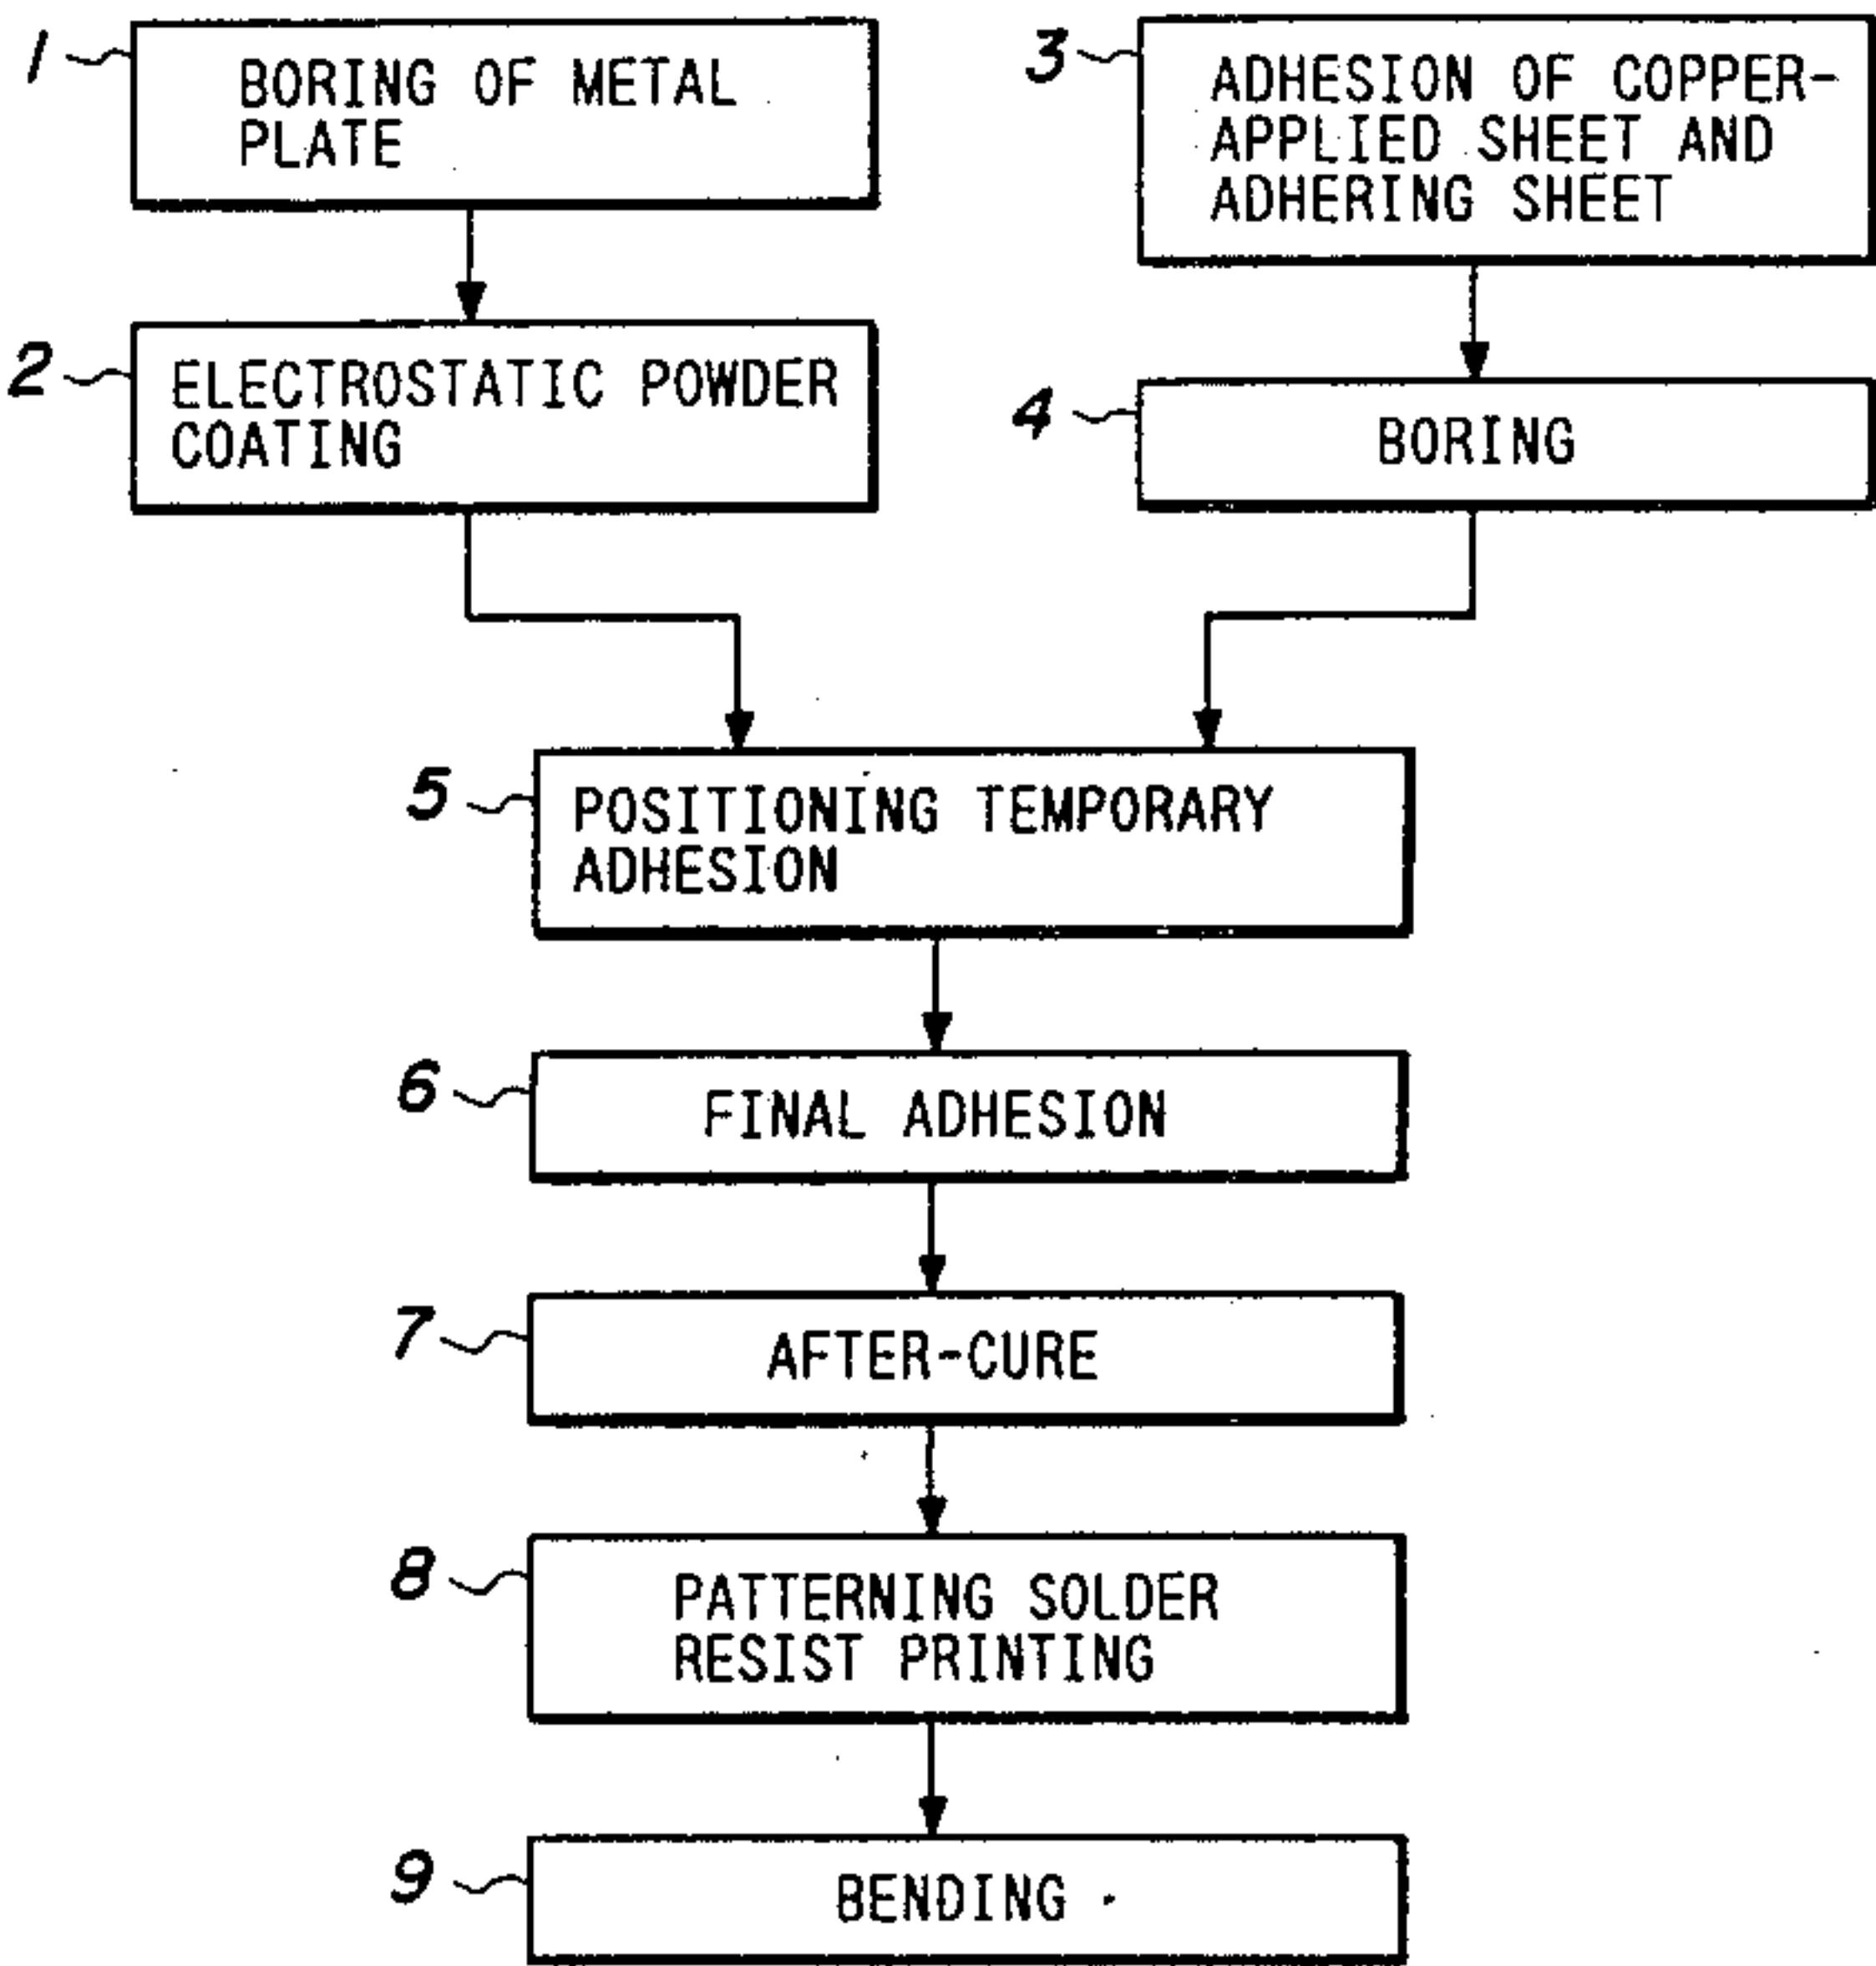 1
BORING OF METAL
PLATE
2
ELECTROSTATIC POWDER
COATING
3
ADHESION OF COPPER-
APPLIED SHEET AND
ADHERING SHEET
4
BORING
5
POSITIONING TEMPORARY
ADHESION
6
FINAL ADHESION
7
AFTER-CURE
8
PATTERNING SOLDER
RESIST PRINTING
9
BENDING